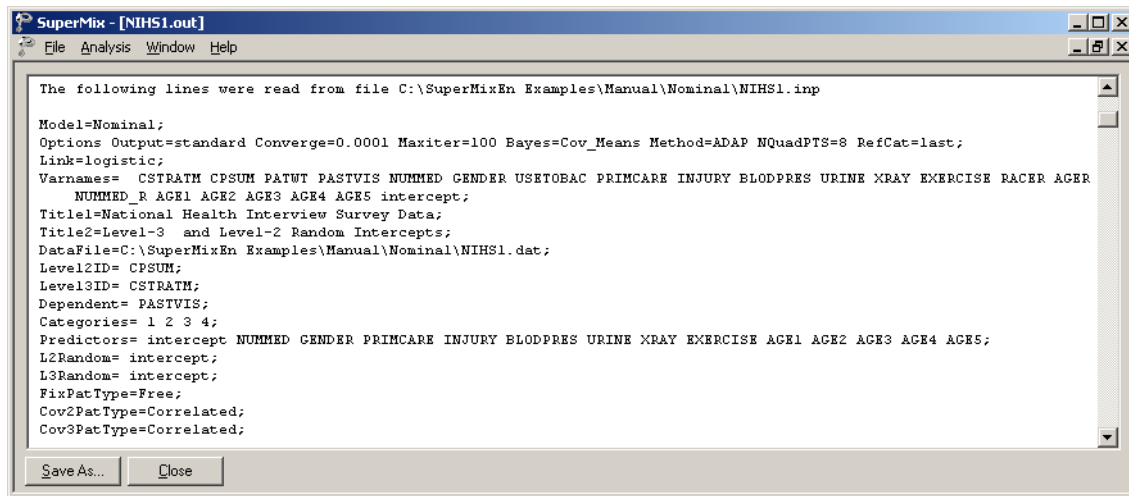 SuperMix - [NIHS1.out]
File Analysis Window Help
The following lines were read from file C:\SuperMixEn Examples\Manual\Nominal\NIHS1.inp
Model=Nominal;
Options Output=standard Converge=0.0001 Maxiter=100 Bayes=Cov_Means Method=ADAP NQuadPTS=8 RefCat=last;
Link=logistic;
Varnames= CSTRATM CPSUM PATWT PASTVIS NUMMED GENDER USETOBAC PRIMCARE INJURY BLODPRES URINE XRAY EXERCISE RACER AGER
NUMMED_R AGE1 AGE2 AGE3 AGE4 AGE5 intercept;
Title1=National Health Interview Survey Data;
Title2=Level-3 and Level-2 Random Intercepts;
DataFile=C:\SuperMixEn Examples\Manual\Nominal\NIHS1.dat;
Level2ID= CPSUM;
Level3ID= CSTRATM;
Dependent= PASTVIS;
Categories= 1 2 3 4;
Predictors= intercept NUMMED GENDER PRIMCARE INJURY BLODPRES URINE XRAY EXERCISE AGE1 AGE2 AGE3 AGE4 AGE5;
L2Random= intercept;
L3Random= intercept;
FixPatType=Free;
Cov2PatType=Correlated;
Cov3PatType=Correlated;
Save As... Close